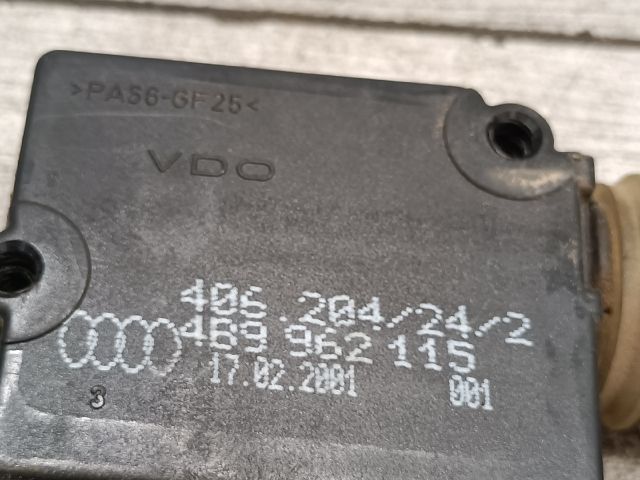 >PA56-GF25<
VDO
406.204/24/2
4B9 962 115
17.02.2001 001
3